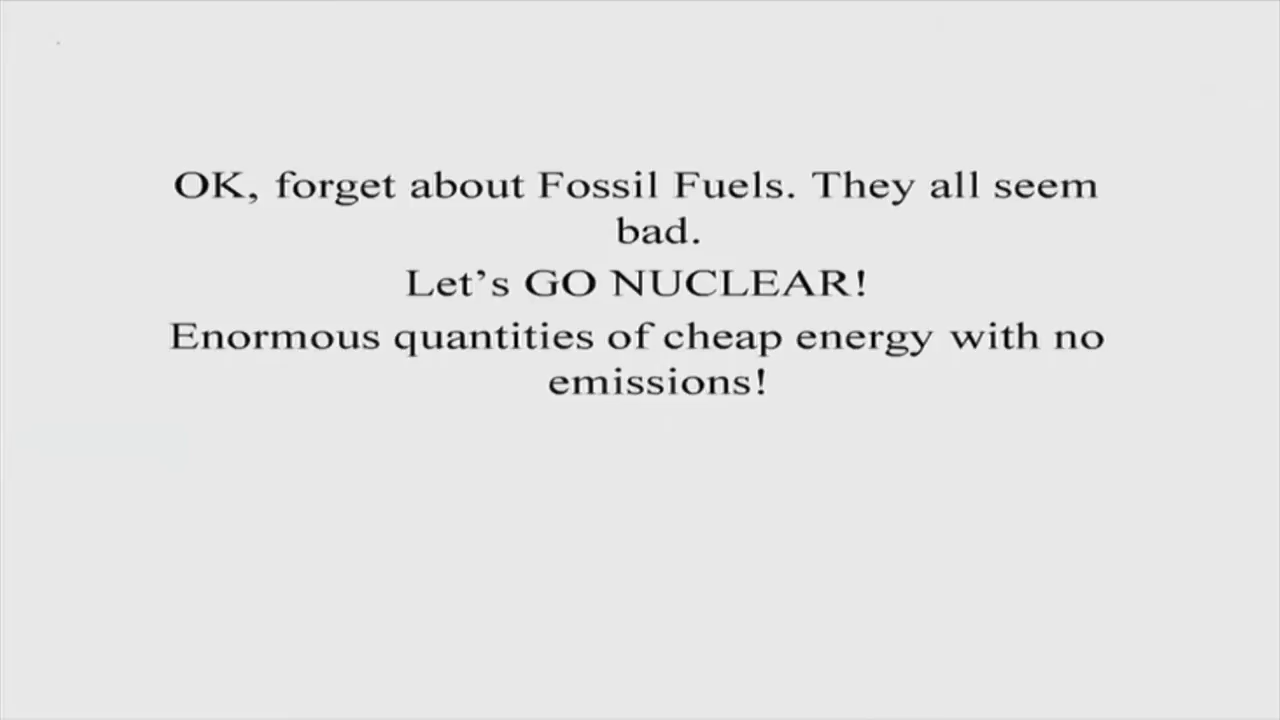 OK, forget about Fossil Fuels. They all seem
bad.
Let’s GO NUCLEAR!
Enormous quantities of cheap energy with no
emissions!